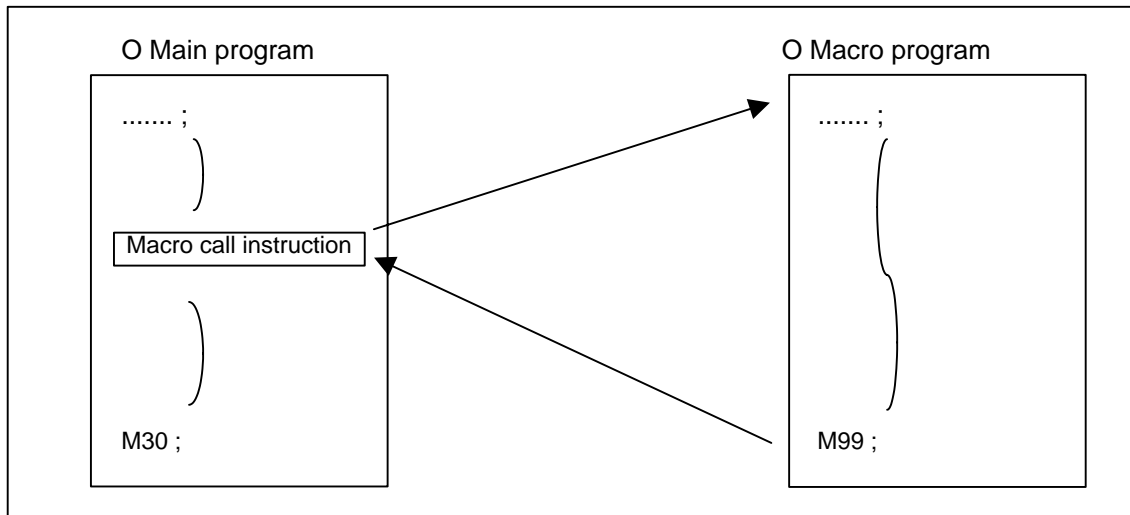 O Main program
....... ;
Macro call instruction
M30 ;
O Macro program
....... ;
M99 ;